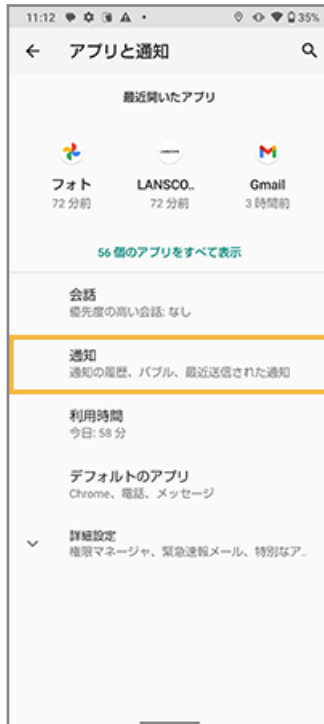 11:12
35%
アプリと通知
最近開いたアプリ
フォト LANSCO.. Gmail
72 分前 72 分前 3 時間前
56 個のアプリをすべて表示
会話
優先度の高い会話: なし
通知
通知の履歴、バブル、最近送信された通知
利用時間
今日: 58 分
デフォルトのアプリ
Chrome、電話、メッセージ
詳細設定
権限マネージャ、緊急速報メール、特別なア..